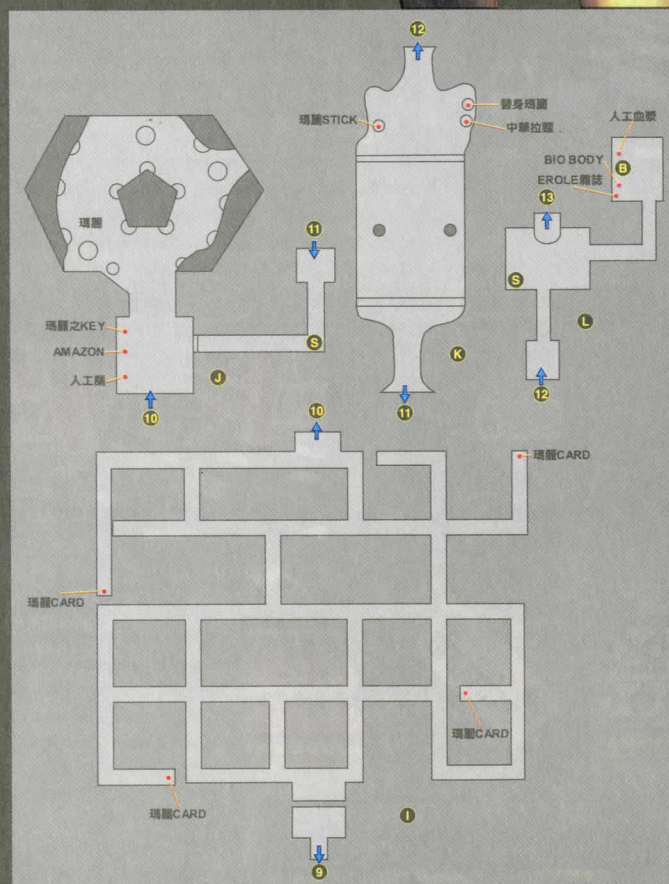 12
瑪麗STICK
替身瑪麗
中華拉麵
人工血漿
BIO BODY
B
EROLE雜誌
13
瑪麗
11
S
瑪麗之KEY
AMAZON
人工腦
S
J
K
L
10
11
12
10
瑪麗CARD
瑪麗CARD
瑪麗CARD
瑪麗CARD
I
9